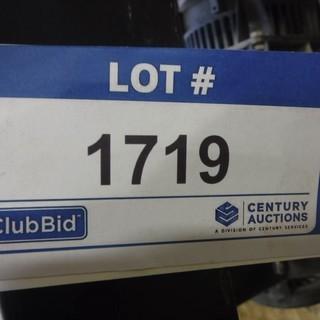 LOT #
1719
ClubBid
CENTURY
AUCTIONS
A DIVISION OF CENTURY SERVICES